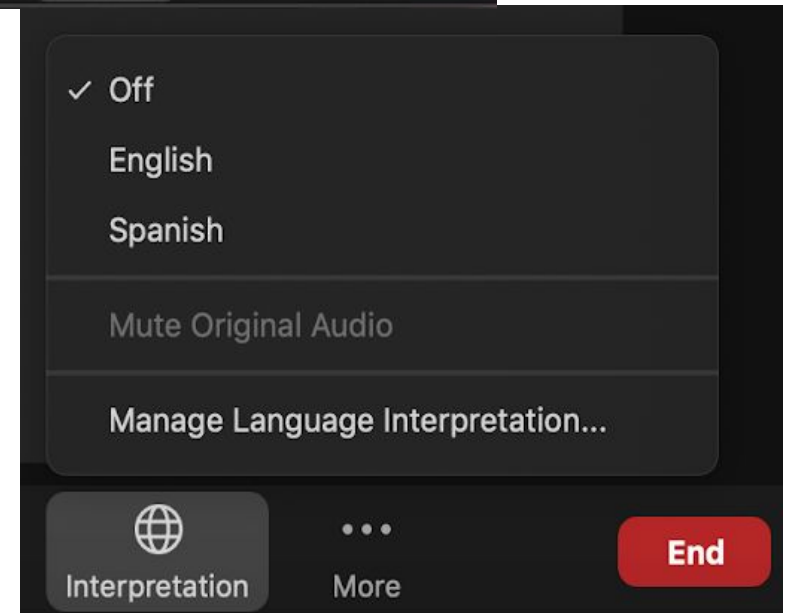 Off
English
Spanish
Mute Original Audio
Manage Language Interpretation...
Interpretation More End